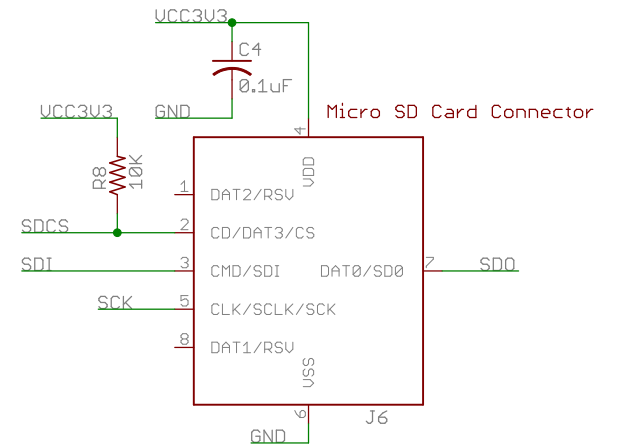 VCC3V3
C4
0.1uF
GND
Micro SD Card Connector
VCC3V3
R8
10K
4
VDD
1
DAT2/RSV
SDCS
2
CD/DAT3/CS
SDI
3
CMD/SDI
DAT0/SDO
7
SDO
SCK
5
CLK/SCLK/SCK
8
DAT1/RSV
VSS
6
J6
GND